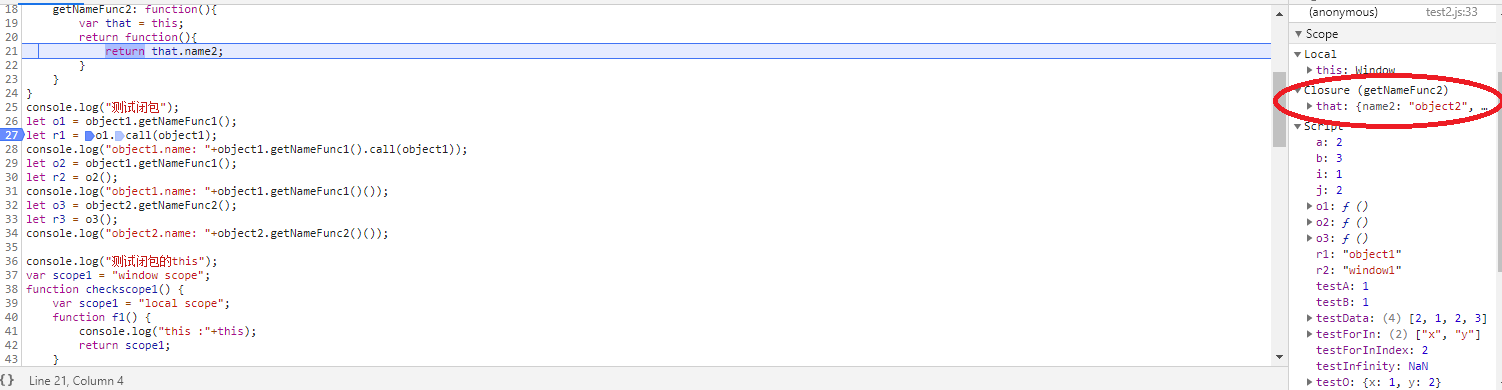 18 getNameFunc2: function(){
19 var that = this;
20 return function(){
21 return that.name2;
22 }
23 }
24 }
25 console.log("测试闭包");
26 let o1 = object1.getNameFunc1();
27 let r1 = o1.call(object1);
28 console.log("object1.name: "+object1.getNameFunc1().call(object1));
29 let o2 = object1.getNameFunc1();
30 let r2 = o2();
31 console.log("object1.name: "+object1.getNameFunc1()());
32 let o3 = object2.getNameFunc2();
33 let r3 = o3();
34 console.log("object2.name: "+object2.getNameFunc2()());
35
36 console.log("测试闭包的this");
37 var scope1 = "window scope";
38 function checkscope1() {
39 var scope1 = "local scope";
40 function f1() {
41 console.log("this :"+this);
42 return scope1;
43 }
{} Line 21, Column 4
(anonymous) test2.js:33
Scope
Local
this: Window
Closure (getNameFunc2)
that: {name2: "object2", …
Script
a: 2
b: 3
i: 1
j: 2
o1: ƒ ()
o2: ƒ ()
o3: ƒ ()
r1: "object1"
r2: "window1"
testA: 1
testB: 1
testData: (4) [2, 1, 2, 3]
testForIn: (2) ["x", "y"]
testForInIndex: 2
testInfinity: NaN
testO: {x: 1, y: 2}